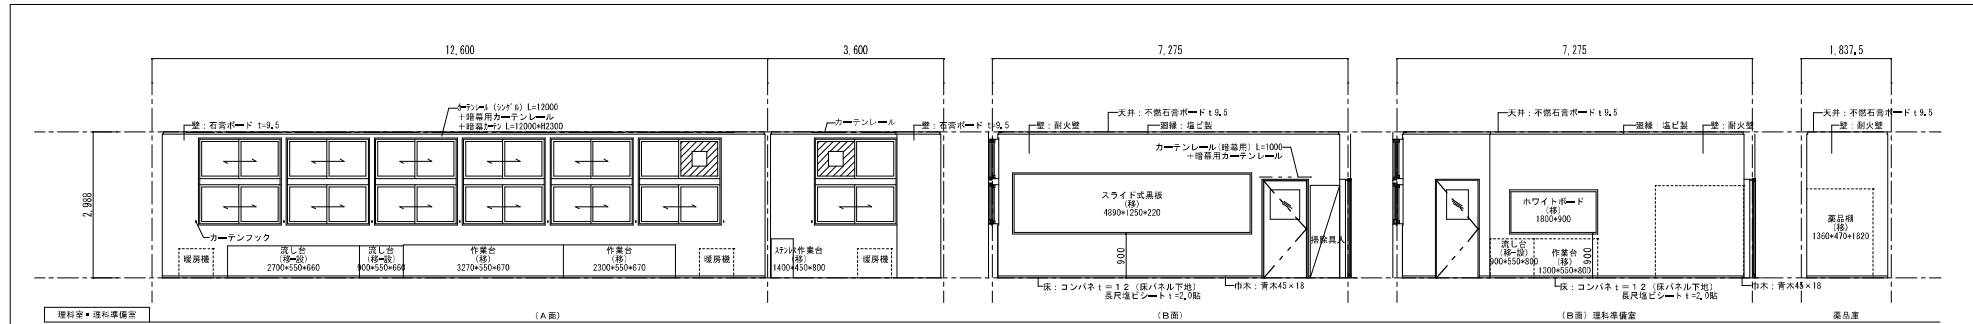 12,600
3,600
7,275
7,275
1,837.5
2,988
カーテンレール (シングル) L=12000
+暗幕用カーテンレール
+暗幕カーテン L=12000*H2300
壁：石膏ボード t=9.5
カーテンレール
壁：石膏ボード t=9.5
カーテンフック
暖房機
流し台
(移設)
2700*550*660
流し台
(移設)
900*550*660
作業台
(移)
3270*550*670
作業台
(移)
2300*550*670
暖房機
ステンレス作業台
(移)
1400*450*800
暖房機
天井：不燃石膏ボードt9.5
壁：耐火壁
廻縁：塩ビ製
カーテンレール(暗幕用) L=1000
+暗幕用カーテンレール
スライド式黒板
(移)
4890*1250*220
掃除具入
900
床：コンパネt=12 (床パネル下地)
長尺塩ビシートt=2.0貼
巾木：青木45×18
天井：不燃石膏ボードt9.5
廻縁：塩ビ製
壁：耐火壁
ホワイトボード
(移)
1800*900
流し台
(移設)
900*550*800
作業台
(移)
1300*550*800
900
床：コンパネt=12 (床パネル下地)
長尺塩ビシートt=2.0貼
巾木：青木45×18
天井：不燃石膏ボードt9.5
壁：耐火壁
薬品棚
(移)
1360*470*1820
理科室・理科準備室
(A面)
(B面)
(B面) 理科準備室
薬品庫